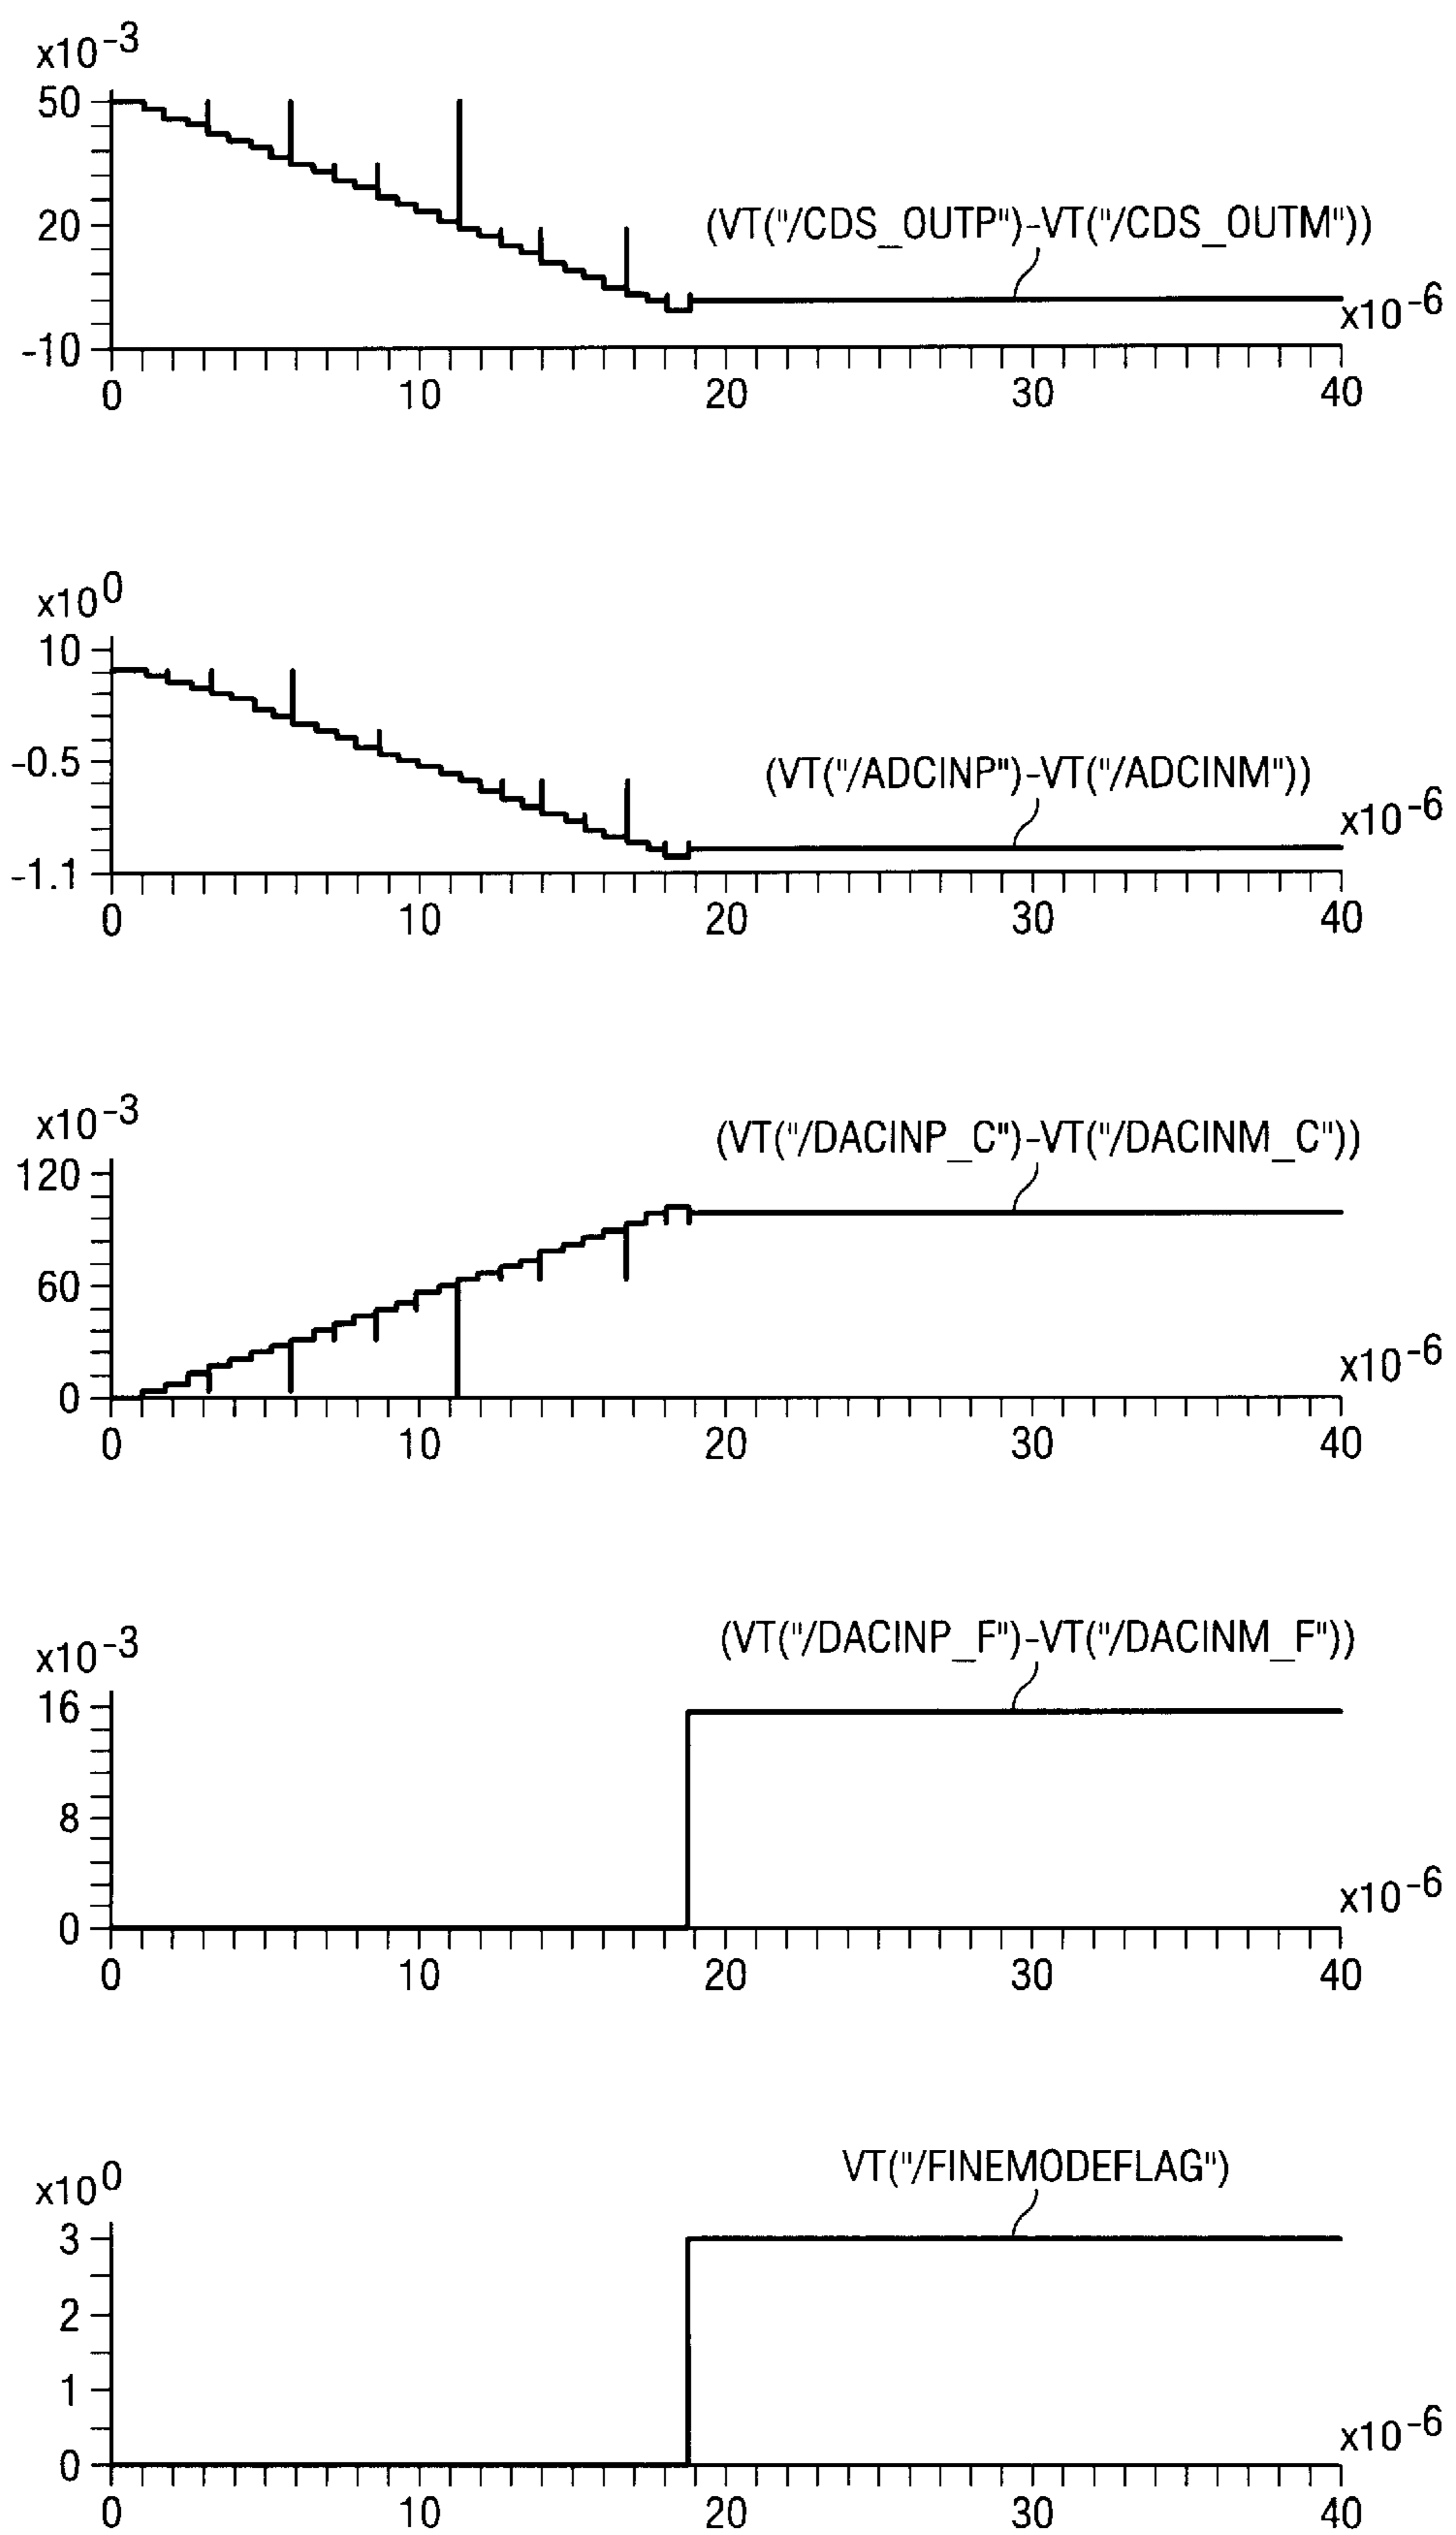 x10-3
50
20
-10
(VT("/CDS_OUTP")-VT("/CDS_OUTM"))
x10-6
0 10 20 30 40
x100
10
-0.5
-1.1
(VT("/ADCINP")-VT("/ADCINM"))
x10-6
0 10 20 30 40
x10-3
120
60
0
(VT("/DACINP_C")-VT("/DACINM_C"))
x10-6
0 10 20 30 40
x10-3
16
8
0
(VT("/DACINP_F")-VT("/DACINM_F"))
x10-6
0 10 20 30 40
x100
3
2
1
0
VT("/FINEMODEFLAG")
x10-6
0 10 20 30 40